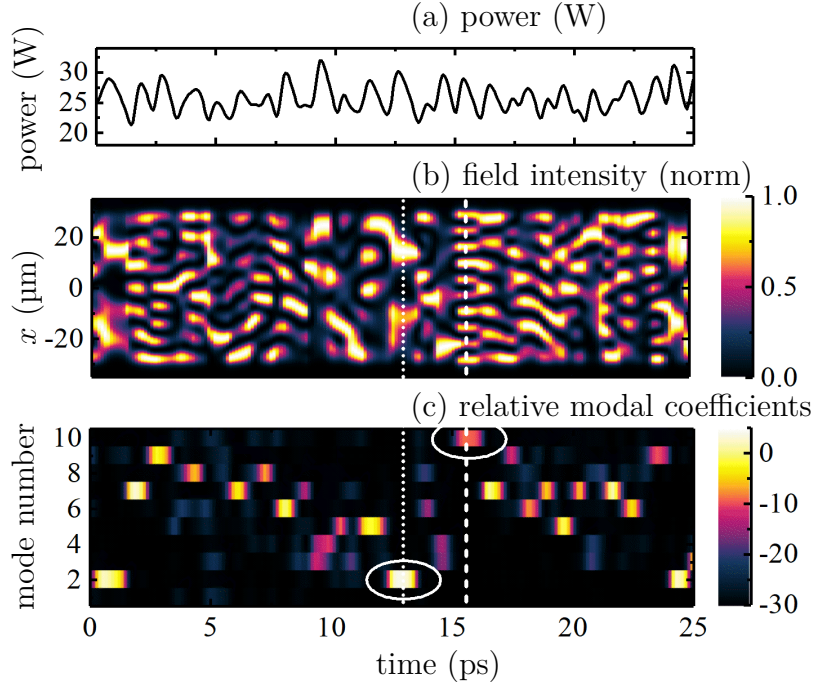 (a) power (W)
power (W)
30
25
20
(b) field intensity (norm)
x (µm)
20
0
-20
1.0
0.5
0.0
(c) relative modal coefficients
mode number
10
8
6
4
2
0
-10
-20
-30
0 5 10 15 20 25
time (ps)